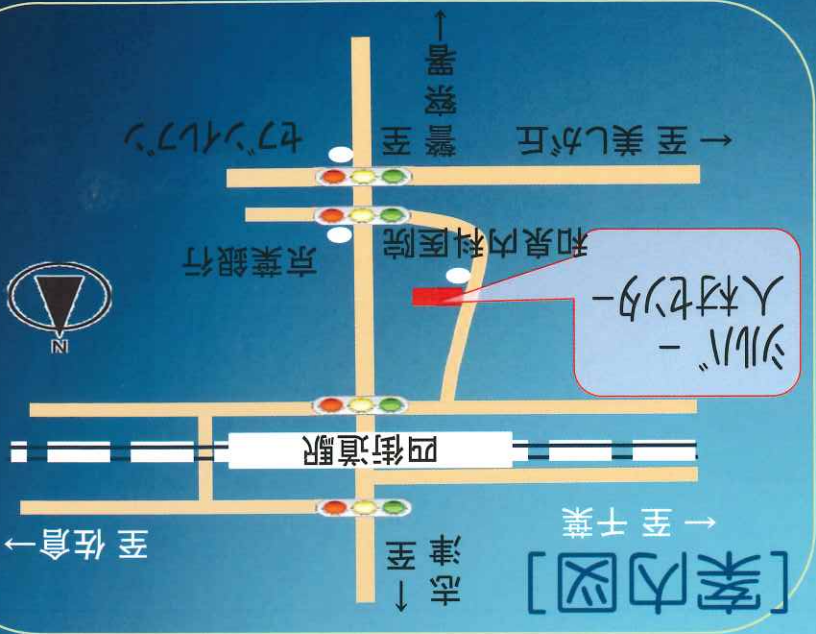 [案内図]
↑至
志津
← 至 千葉
至 佐倉 →
四街道駅
シルバー
人材センター
N
和泉内科医院
京葉銀行
← 至 美しが丘
至
警察署↓
セブンイレブン